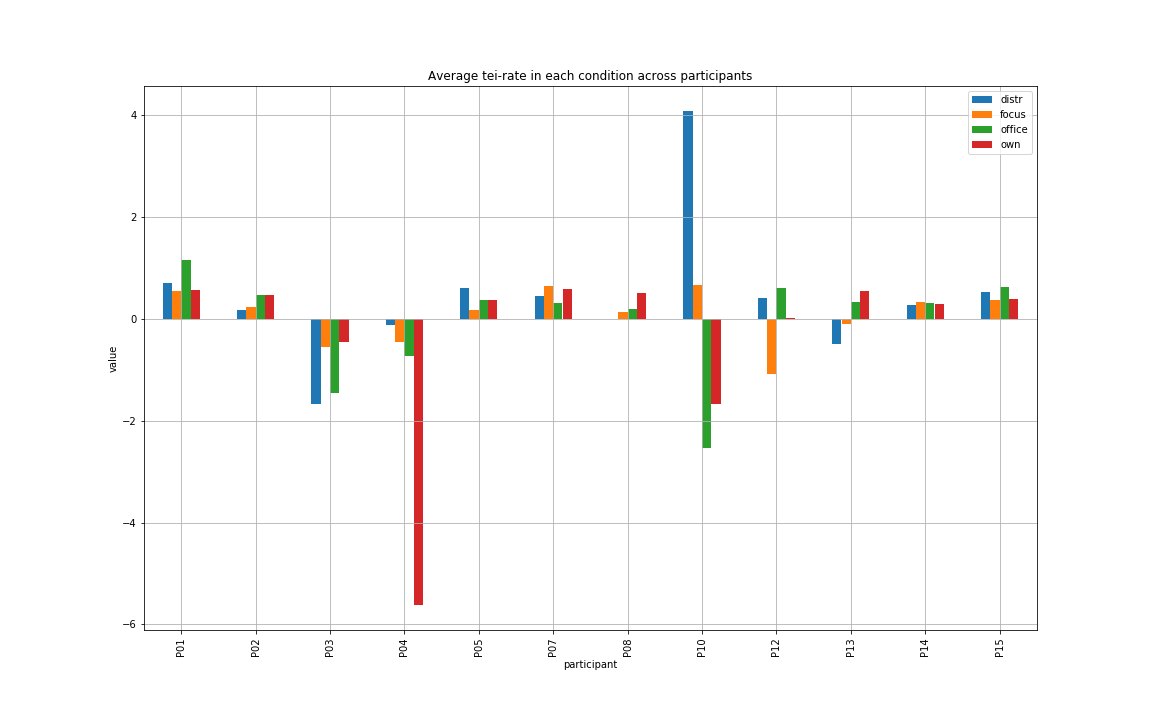 Average tei-rate in each condition across participants
distr
focus
office
own
4
2
0
−2
−4
−6
value
P01
P02
P03
P04
P05
P07
P08
P10
P12
P13
P14
P15
participant